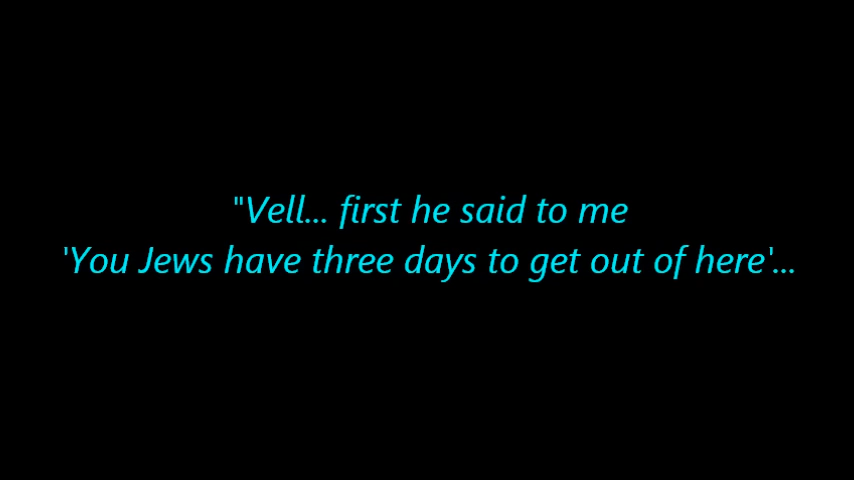 "Vell... first he said to me
'You Jews have three days to get out of here'...